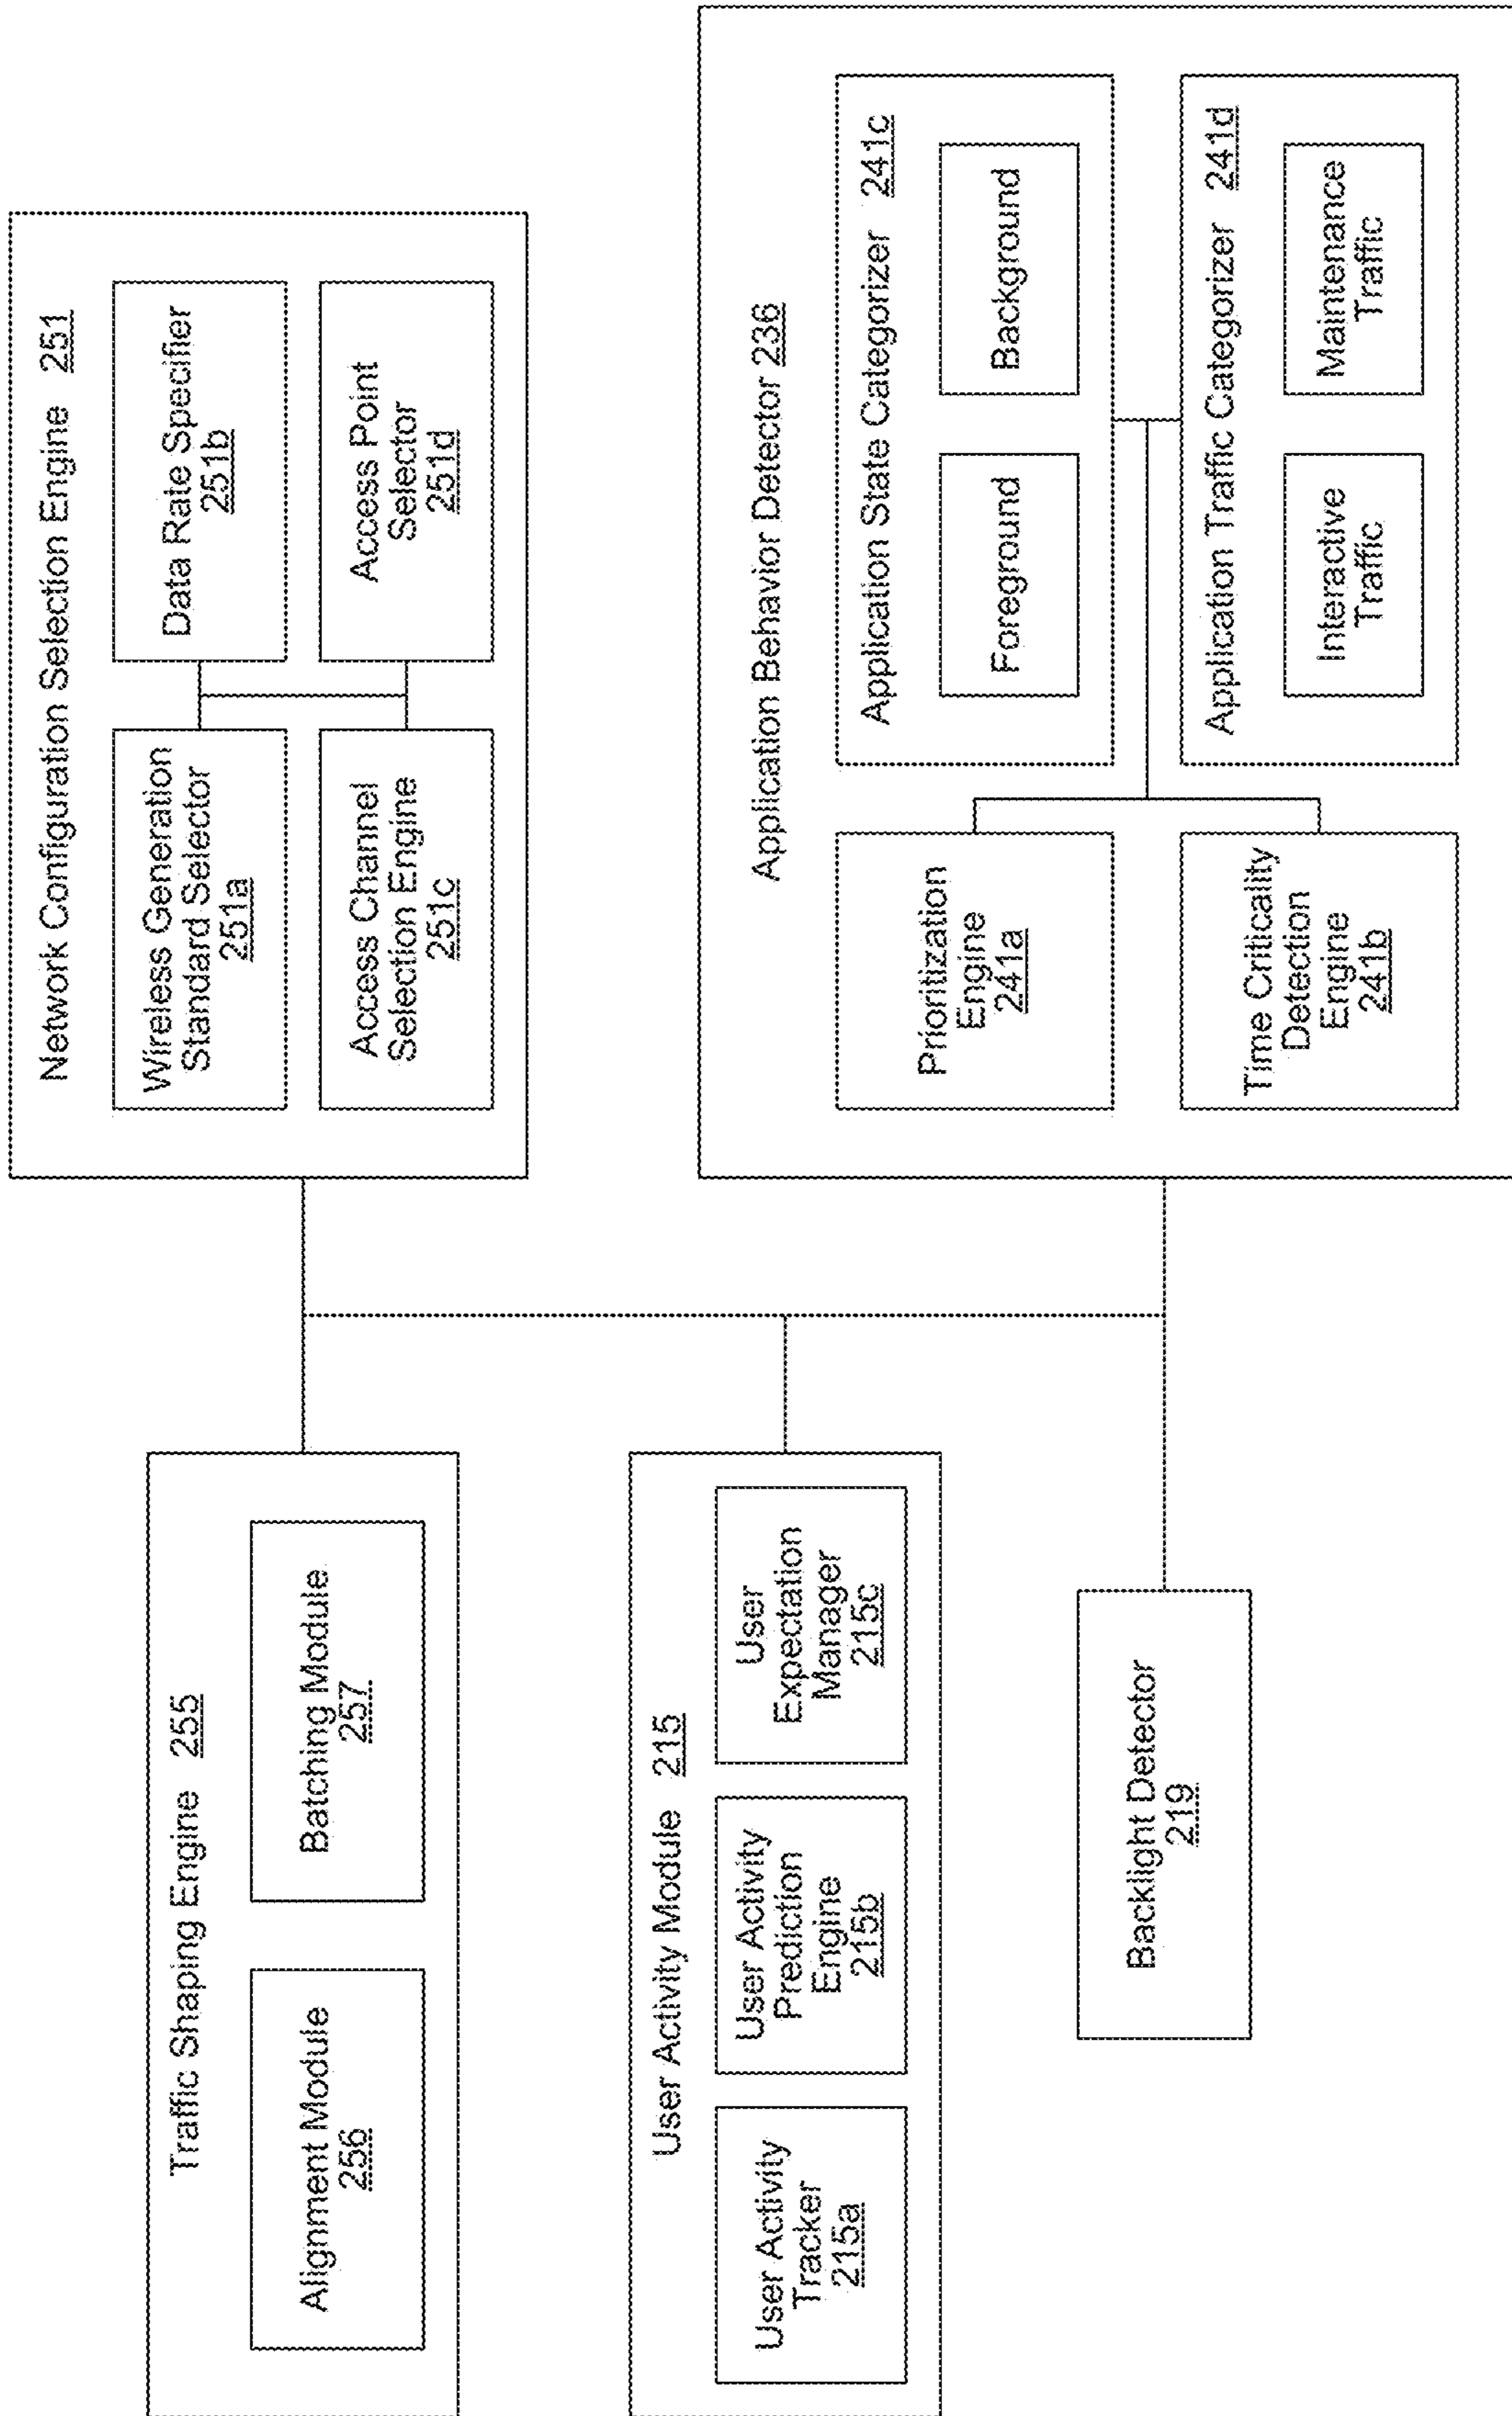 Traffic Shaping Engine 255
Alignment Module
256
Batching Module
257
User Activity Module 215
User Activity
Tracker
215a
User Activity
Prediction
Engine
215b
User
Expectation
Manager
215c
Backlight Detector
219
Network Configuration Selection Engine 251
Wireless Generation
Standard Selector
251a
Data Rate Specifier
251b
Access Channel
Selection Engine
251c
Access Point
Selector
251d
Application Behavior Detector 236
Prioritization
Engine
241a
Time Criticality
Detection
Engine
241b
Application State Categorizer 241c
Foreground
Background
Application Traffic Categorizer 241d
Interactive
Traffic
Maintenance
Traffic